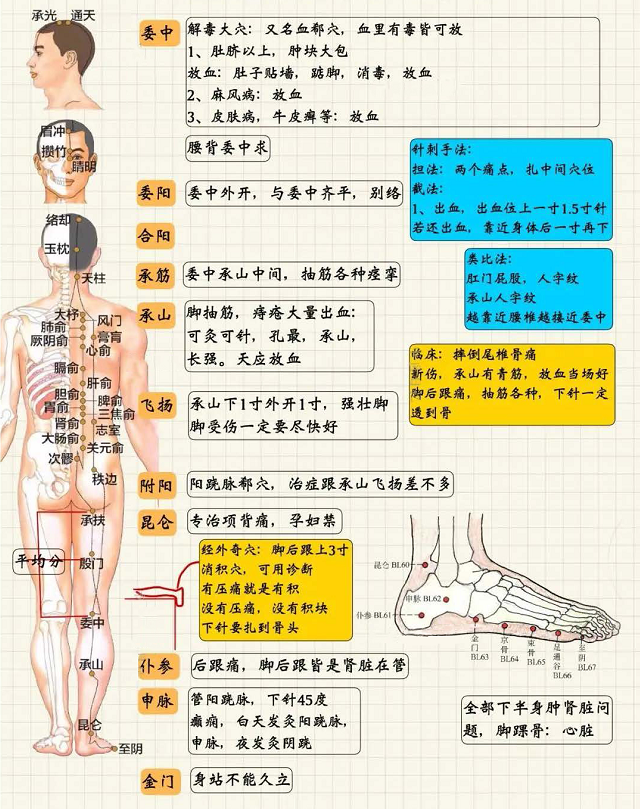 承光 通天
委中
解毒大穴：又名血郗穴，血里有毒皆可放
1、肚脐以上，肿块大包
放血：肚子贴墙，踮脚，消毒，放血
2、麻风病：放血
3、皮肤病，牛皮癣等：放血
眉冲
攒竹
睛明
腰背委中求
针刺手法：
担法：两个痛点，扎中间穴位
截法：
1、出血，出血位上一寸1.5寸针
若还出血，靠近身体后一寸再下
委阳
委中外开，与委中齐平，别络
络却
玉枕
天柱
合阳
类比法：
肛门屁股，人字纹
承山人字纹
越靠近腰椎越接近委中
承筋
委中承山中间，抽筋各种痉挛
承山
脚抽筋，痔疮大量出血：
可灸可针，孔最，承山，
长强。天应放血
大杼
风门
肺俞
膏肓
厥阴俞
心俞
膈俞
肝俞
胆俞
脾俞
胃俞
三焦俞
肾俞
志室
大肠俞
关元俞
次髎
秩边
临床：摔倒尾椎骨痛
新伤，承山有青筋，放血当场好
脚后跟痛，抽筋各种，下针一定
透到骨
飞扬
承山下1寸外开1寸，强壮脚
脚受伤一定要尽快好
附阳
阳跷脉郗穴，治症跟承山飞扬差不多
昆仑
专治项背痛，孕妇禁
承扶
平均分
殷门
委中
承山
昆仑
至阴
经外奇穴：脚后跟上3寸
消积穴，可用诊断
有压痛就是有积
没有压痛，没有积块
下针要扎到骨头
昆仑 BL60
申脉 BL62
仆参 BL61
金门 BL63
京骨 BL64
束骨 BL65
足通谷 BL66
至阴 BL67
仆参
后跟痛，脚后跟皆是肾脏在管
申脉
管阳跷脉，下针45度
癫痫，白天发灸阳跷脉，
申脉，夜发灸阴跷
全部下半身肿肾脏问
题，脚踝骨：心脏
金门
身站不能久立